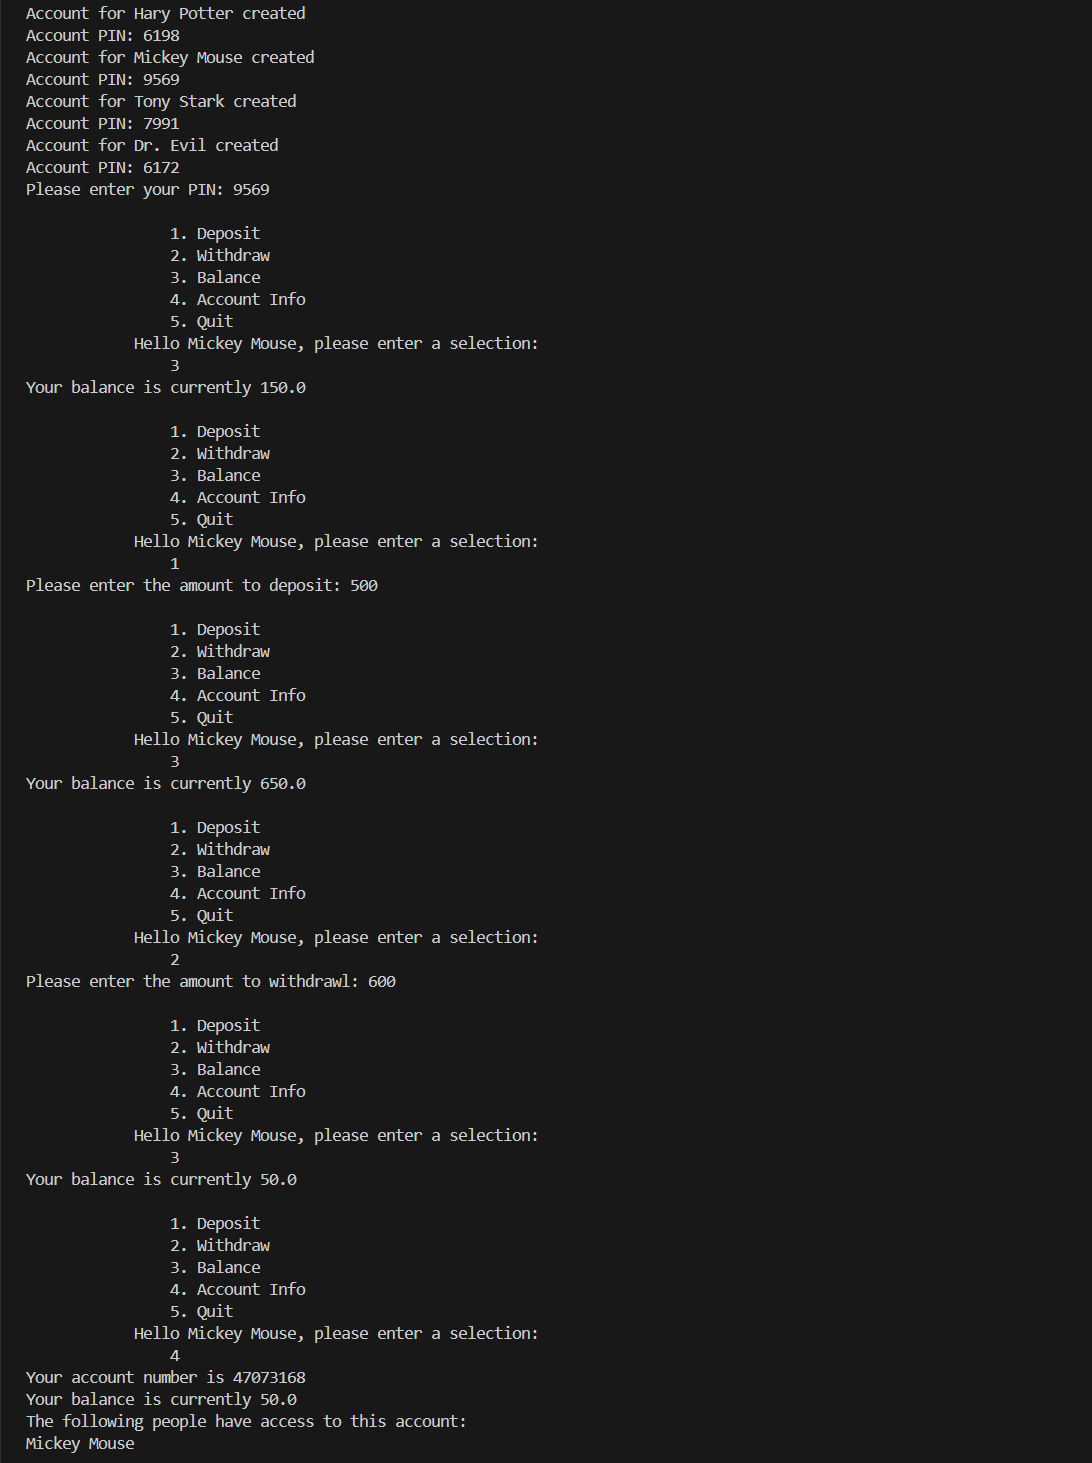 Account for Hary Potter created
Account PIN: 6198
Account for Mickey Mouse created
Account PIN: 9569
Account for Tony Stark created
Account PIN: 7991
Account for Dr. Evil created
Account PIN: 6172
Please enter your PIN: 9569
1. Deposit
2. Withdraw
3. Balance
4. Account Info
5. Quit
Hello Mickey Mouse, please enter a selection:
3
Your balance is currently 150.0
1. Deposit
2. Withdraw
3. Balance
4. Account Info
5. Quit
Hello Mickey Mouse, please enter a selection:
1
Please enter the amount to deposit: 500
1. Deposit
2. Withdraw
3. Balance
4. Account Info
5. Quit
Hello Mickey Mouse, please enter a selection:
3
Your balance is currently 650.0
1. Deposit
2. Withdraw
3. Balance
4. Account Info
5. Quit
Hello Mickey Mouse, please enter a selection:
2
Please enter the amount to withdrawl: 600
1. Deposit
2. Withdraw
3. Balance
4. Account Info
5. Quit
Hello Mickey Mouse, please enter a selection:
3
Your balance is currently 50.0
1. Deposit
2. Withdraw
3. Balance
4. Account Info
5. Quit
Hello Mickey Mouse, please enter a selection:
4
Your account number is 47073168
Your balance is currently 50.0
The following people have access to this account:
Mickey Mouse